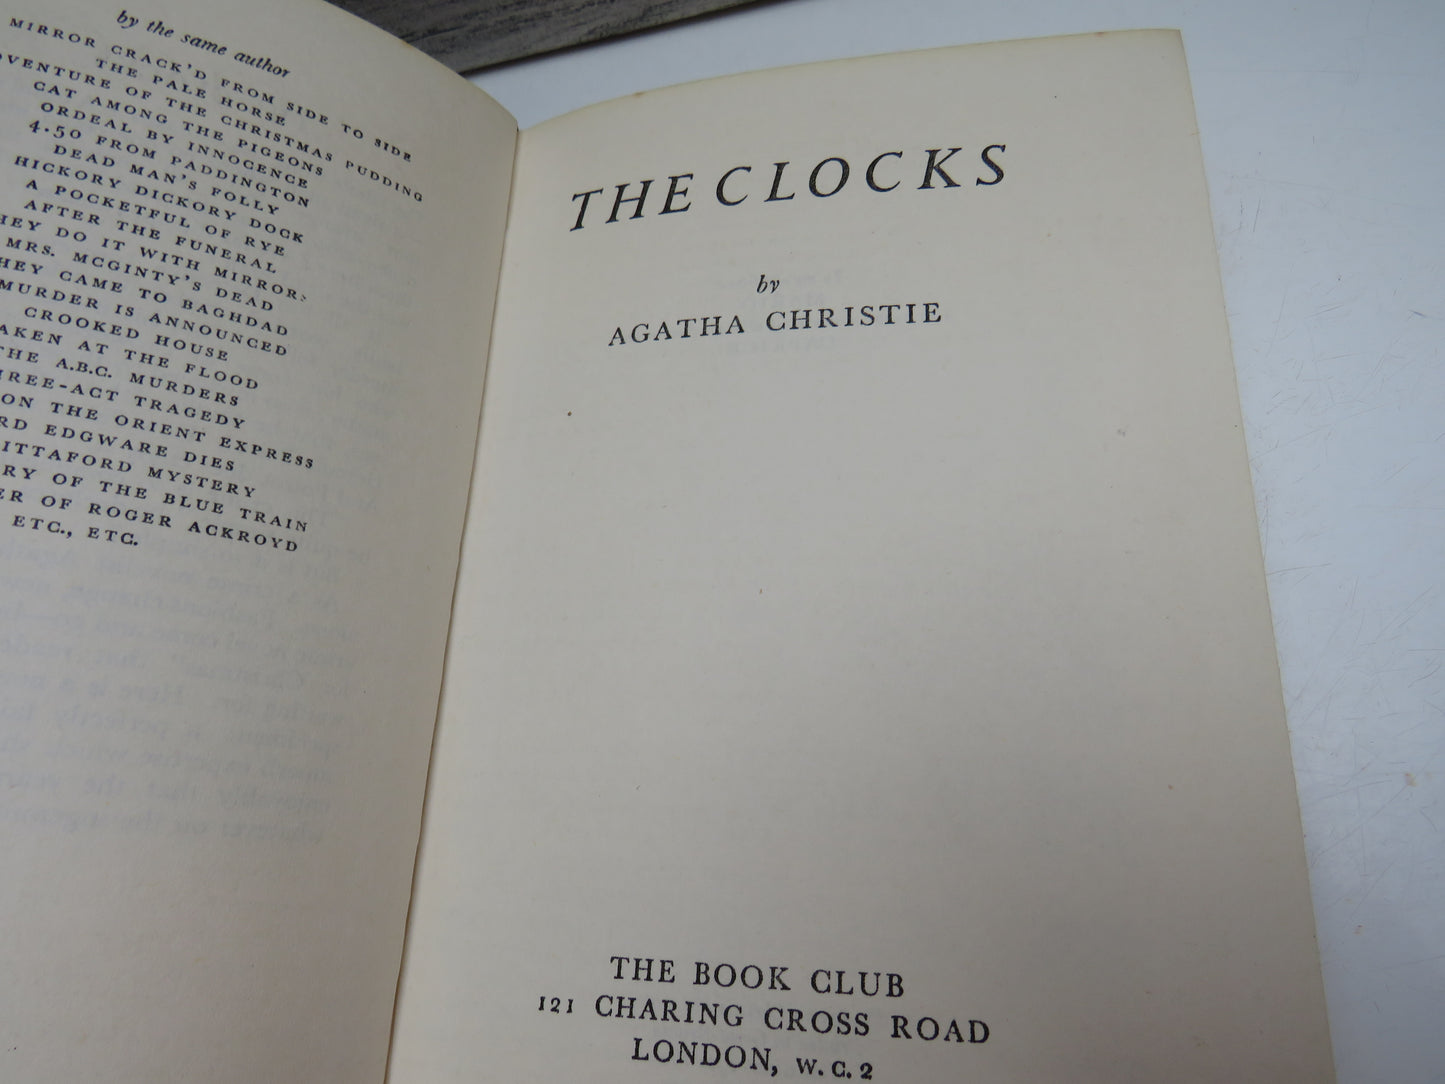 by the same author
MIRROR CRACK'D FROM SIDE TO SIDE
THE PALE HORSE
VENTURE OF THE CHRISTMAS PUDDING
CAT AMONG THE PIGEONS
ORDEAL BY INNOCENCE
4.50 FROM PADDINGTON
DEAD MAN'S FOLLY
HICKORY DICKORY DOCK
A POCKETFUL OF RYE
AFTER THE FUNERAL
HEY DO IT WITH MIRRORS
MRS. MCGINTY'S DEAD
HEY CAME TO BAGHDAD
MURDER IS ANNOUNCED
CROOKED HOUSE
AKEN AT THE FLOOD
THE A.B.C. MURDERS
HREE-ACT TRAGEDY
ON THE ORIENT EXPRESS
RD EDGWARE DIES
ITTAFORD MYSTERY
RY OF THE BLUE TRAIN
ER OF ROGER ACKROYD
ETC., ETC.
THE CLOCKS
by
AGATHA CHRISTIE
THE BOOK CLUB
121 CHARING CROSS ROAD
LONDON, W.C.2